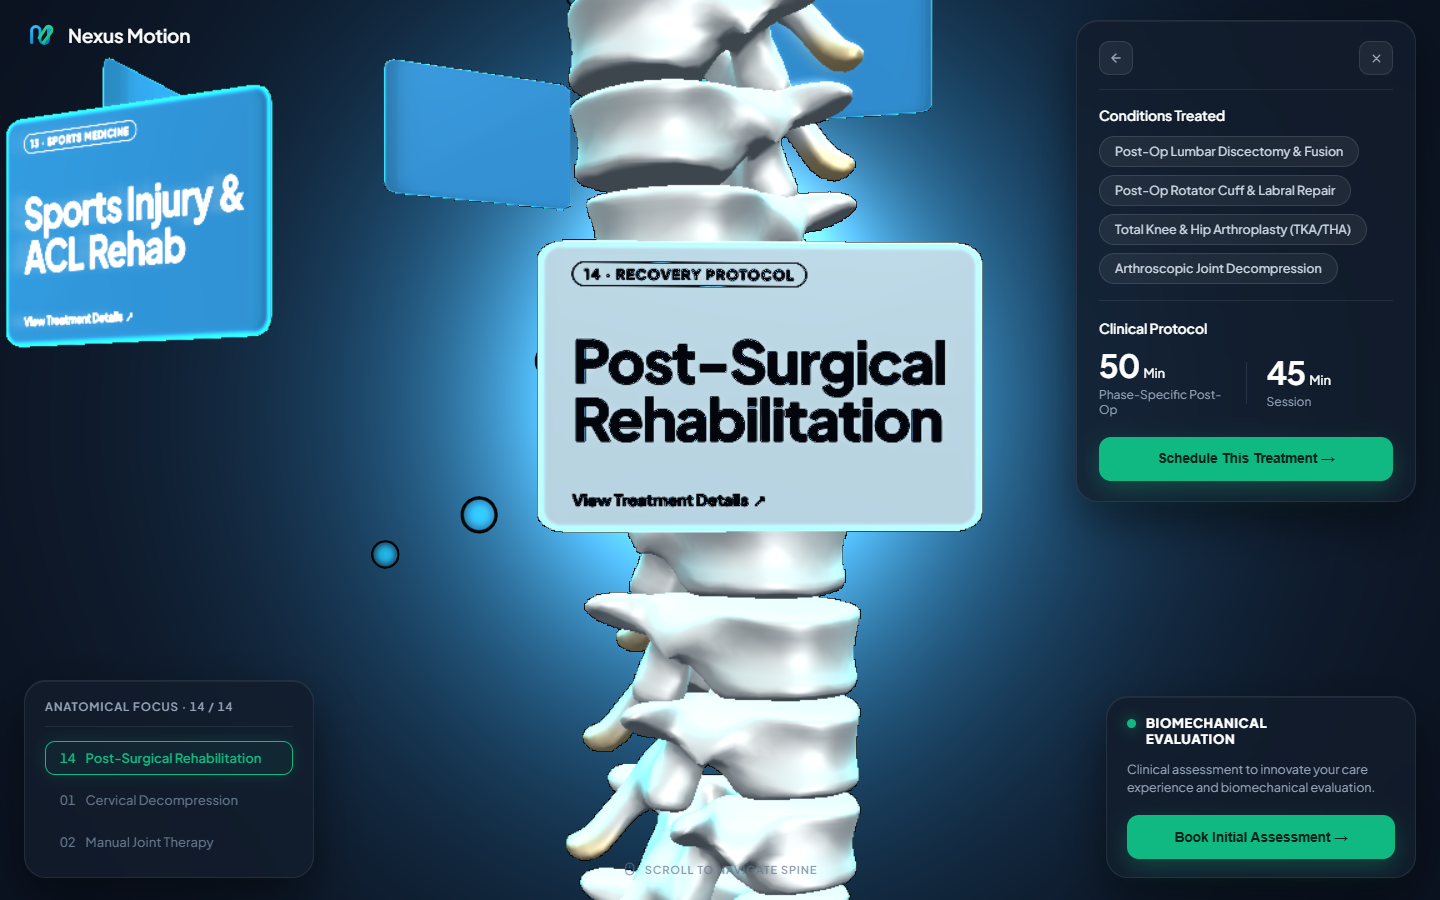 Nexus Motion
13 · SPORTS MEDICINE
Sports Injury &
ACL Rehab
View Treatment Details ↗
14 · RECOVERY PROTOCOL
Post-Surgical
Rehabilitation
View Treatment Details ↗
Conditions Treated
Post-Op Lumbar Discectomy & Fusion
Post-Op Rotator Cuff & Labral Repair
Total Knee & Hip Arthroplasty (TKA/THA)
Arthroscopic Joint Decompression
Clinical Protocol
50 Min
Phase-Specific Post-
Op
45 Min
Session
Schedule This Treatment →
ANATOMICAL FOCUS · 14 / 14
14 Post-Surgical Rehabilitation
01 Cervical Decompression
02 Manual Joint Therapy
SCROLL TO NAVIGATE SPINE
BIOMECHANICAL
EVALUATION
Clinical assessment to innovate your care
experience and biomechanical evaluation.
Book Initial Assessment →